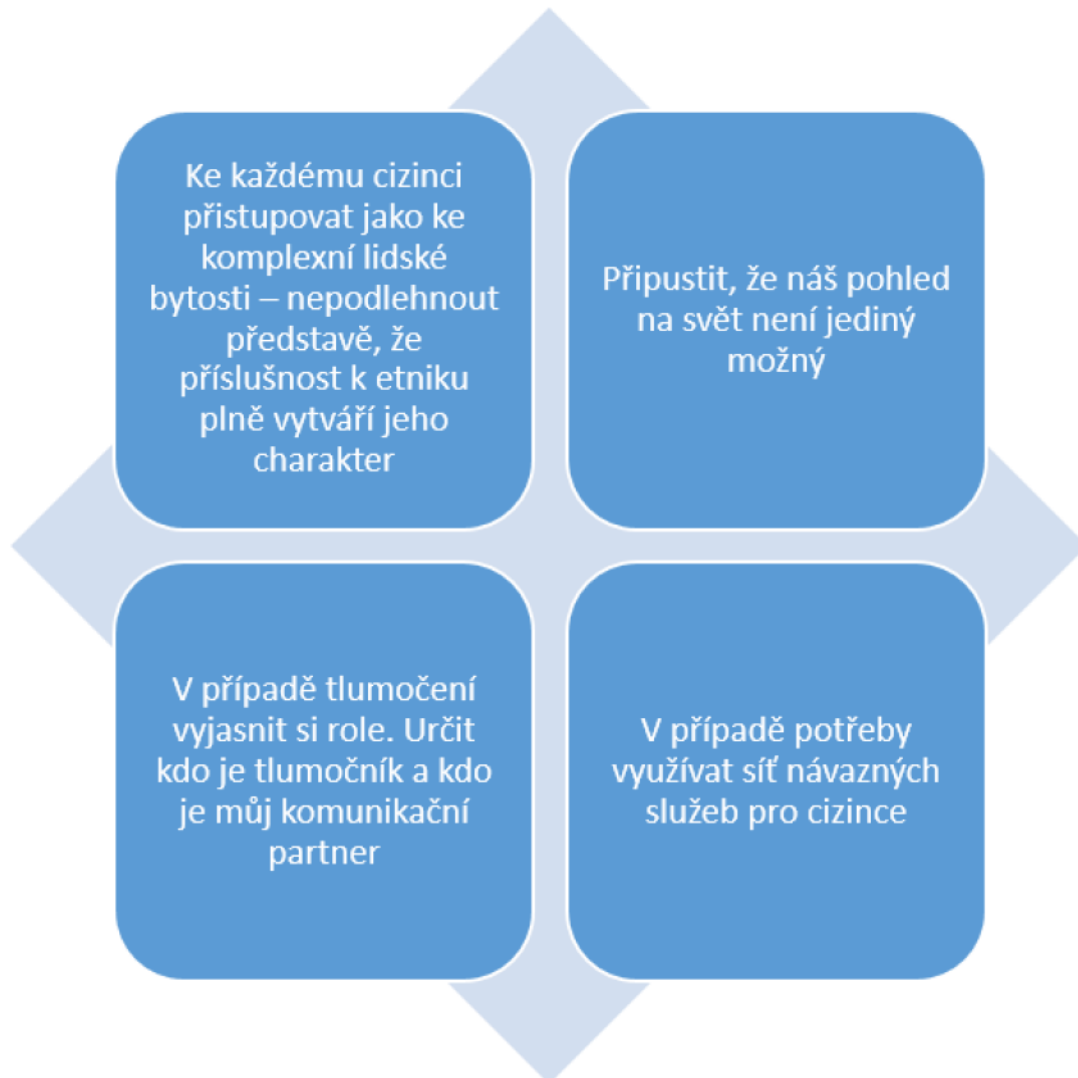 Ke každému cizinci
přistupovat jako ke
komplexní lidské
bytosti – nepodlehnout
představě, že
příslušnost k etniku
plně vytváří jeho
charakter
Připustit, že náš pohled
na svět není jediný
možný
V případě tlumočení
vyjasnit si role. Určit
kdo je tlumočník a kdo
je můj komunikační
partner
V případě potřeby
využívat síť návazných
služeb pro cizince